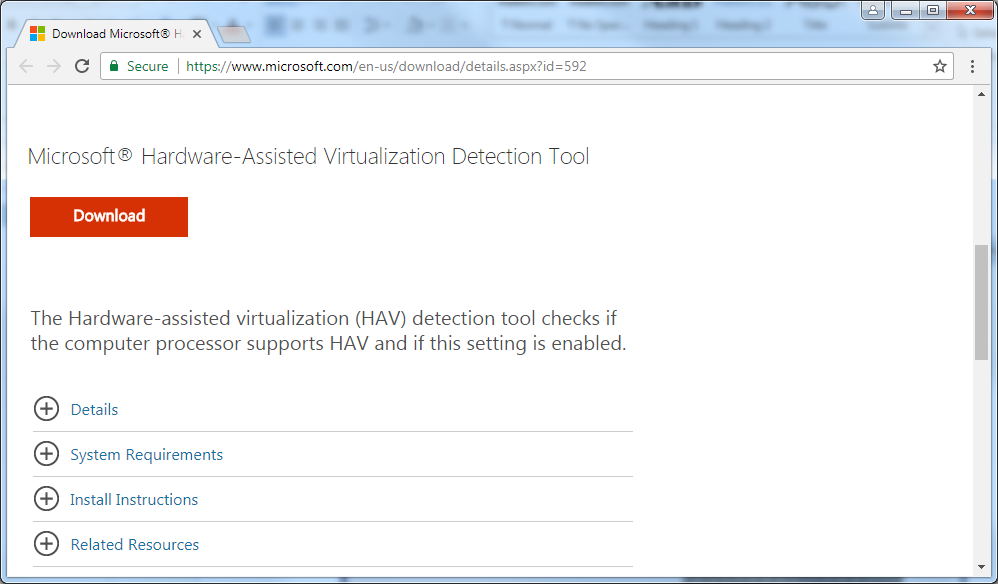 Download Microsoft® H
Secure
https://www.microsoft.com/en-us/download/details.aspx?id=592
Microsoft® Hardware-Assisted Virtualization Detection Tool
Download
The Hardware-assisted virtualization (HAV) detection tool checks if
the computer processor supports HAV and if this setting is enabled.
Details
System Requirements
Install Instructions
Related Resources